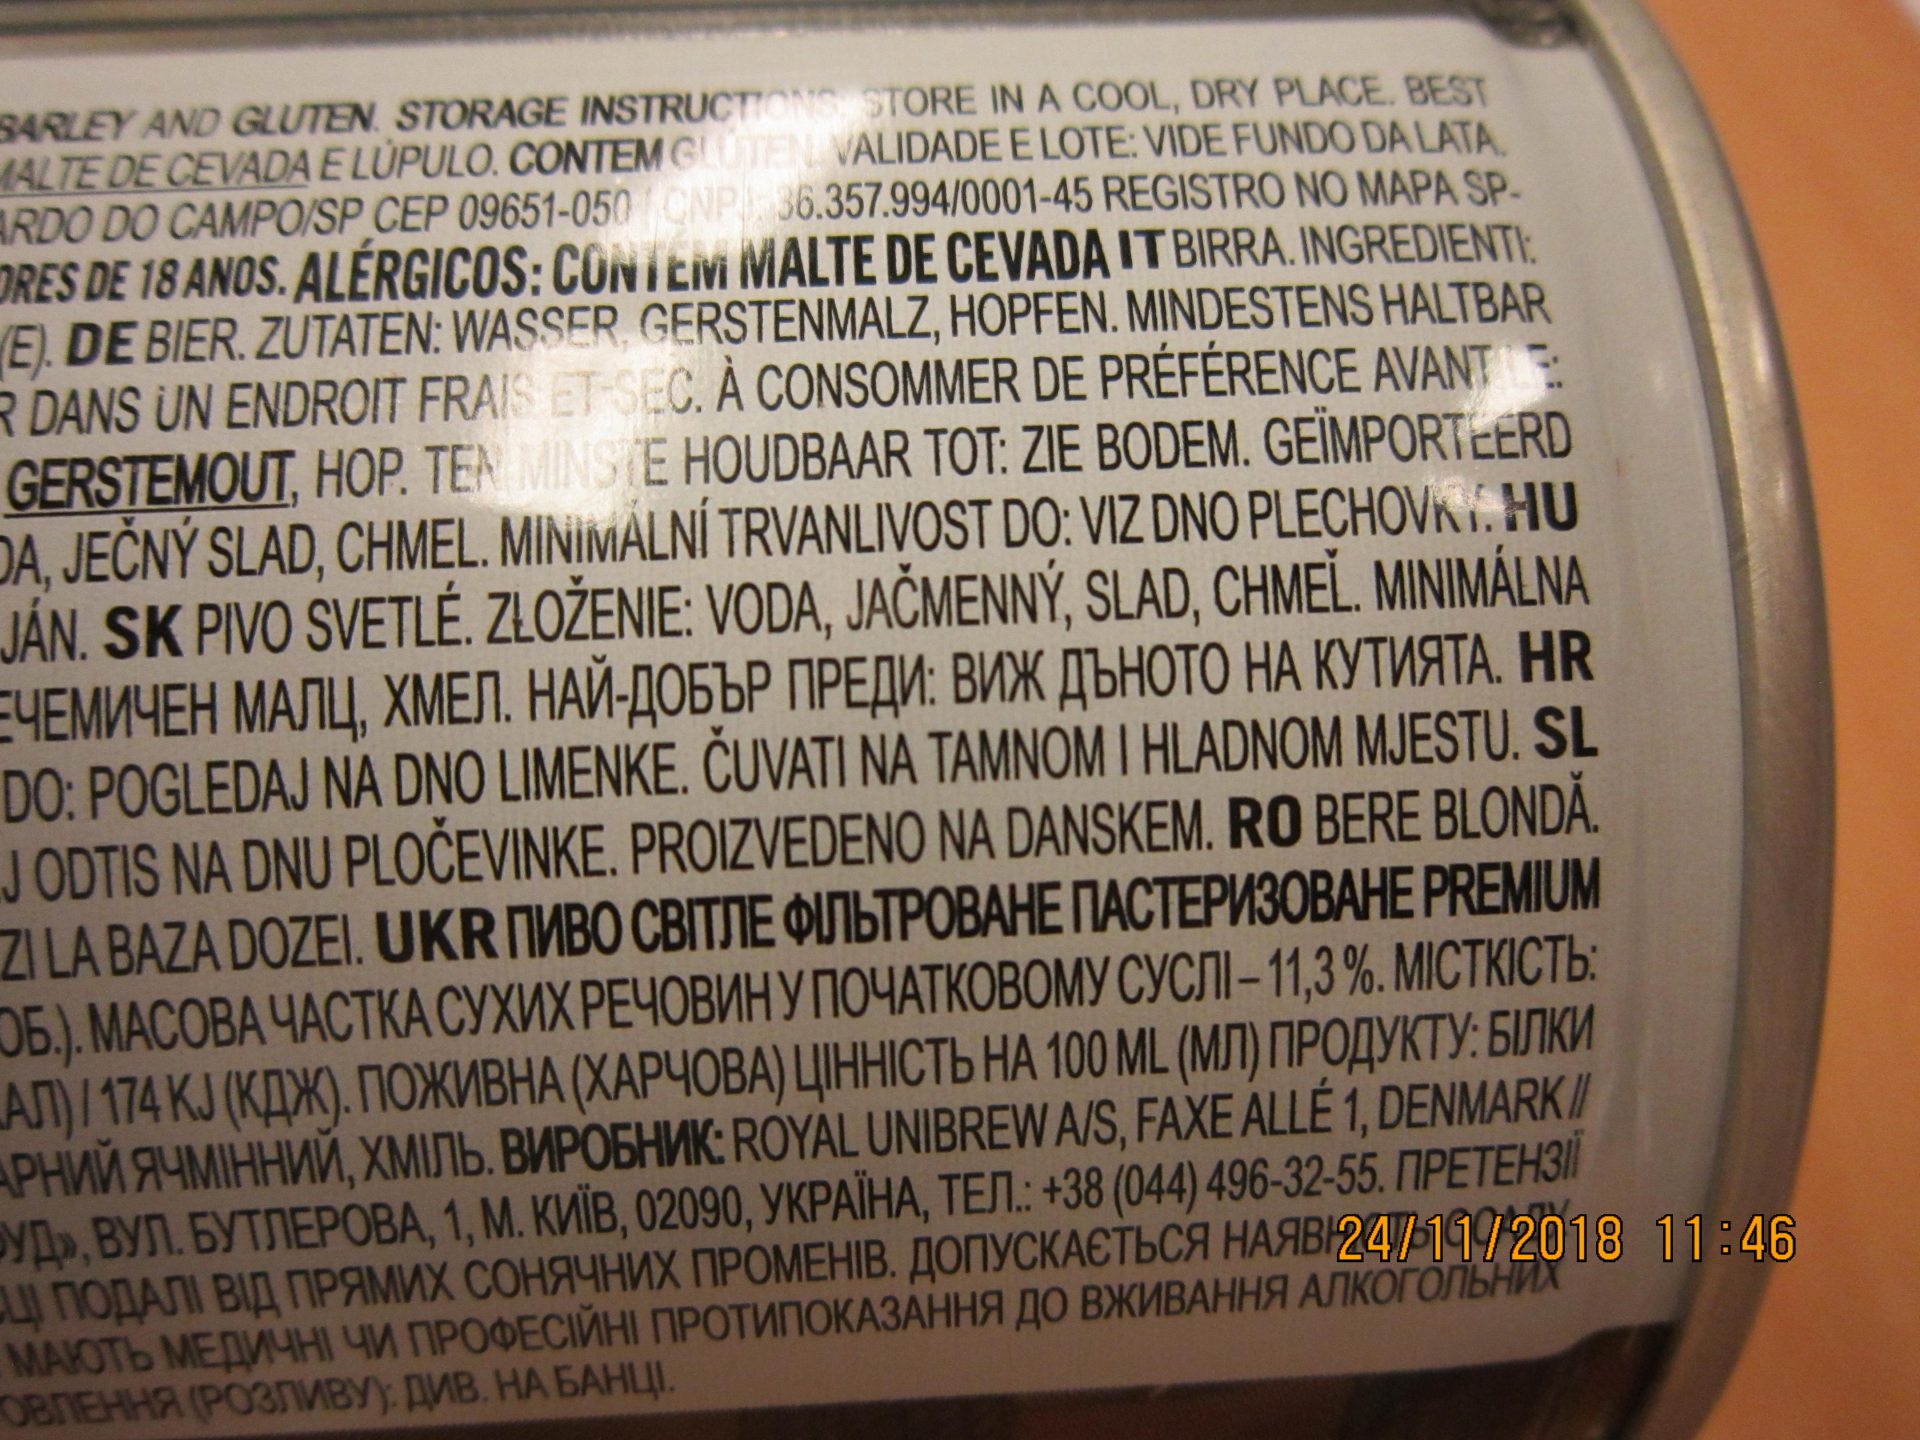 BARLEY AND GLUTEN. STORAGE INSTRUCTIONS: STORE IN A COOL, DRY PLACE. BEST
MALTE DE CEVADA E LÚPULO. CONTEM GLÚTEN. VALIDADE E LOTE: VIDE FUNDO DA LATA.
ARDO DO CAMPO/SP CEP 09651-050 / CNPJ: 36.357.994/0001-45 REGISTRO NO MAPA SP-
ORES DE 18 ANOS. ALÉRGICOS: CONTÉM MALTE DE CEVADA IT BIRRA. INGREDIENTI:
(E). DE BIER. ZUTATEN: WASSER, GERSTENMALZ, HOPFEN. MINDESTENS HALTBAR
R DANS UN ENDROIT FRAIS ET SEC. À CONSOMMER DE PRÉFÉRENCE AVANT LE:
GERSTEMOUT, HOP. TEN MINSTE HOUDBAAR TOT: ZIE BODEM. GEÏMPORTEERD
DA, JEČNÝ SLAD, CHMEL. MINIMÁLNÍ TRVANLIVOST DO: VIZ DNO PLECHOVKY. HU
JÁN. SK PIVO SVETLÉ. ZŁOŽENIE: VODA, JAČMENNÝ, SLAD, CHMEĽ. MINIMÁLNA
ЕЧЕМИЧЕН МАЛЦ, ХМЕЛ. НАЙ-ДОБЪР ПРЕДИ: ВИЖ ДЪНОТО НА КУТИЯТА. HR
DO: POGLEDAJ NA DNO LIMENKE. ČUVATI NA TAMNOM I HLADNOM MJESTU. SL
J ODTIS NA DNU PLOČEVINKE. PROIZVEDENO NA DANSKEM. RO BERE BLONDĂ.
ZI LA BAZA DOZEI. UKR ПИВО СВІТЛЕ ФІЛЬТРОВАНЕ ПАСТЕРИЗОВАНЕ PREMIUM
ОБ.). МАСОВА ЧАСТКА СУХИХ РЕЧОВИН У ПОЧАТКОВОМУ СУСЛІ – 11,3 %. МІСТКІСТЬ:
АЛ) / 174 KJ (КДЖ). ПОЖИВНА (ХАРЧОВА) ЦІННІСТЬ НА 100 ML (МЛ) ПРОДУКТУ: БІЛКИ
АРНИЙ ЯЧМІННИЙ, ХМІЛЬ. ВИРОБНИК: ROYAL UNIBREW A/S, FAXE ALLÉ 1, DENMARK //
УД», ВУЛ. БУТЛЕРОВА, 1, М. КИЇВ, 02090, УКРАЇНА, ТЕЛ.: +38 (044) 496-32-55. ПРЕТЕНЗІЇ
СЦІ ПОДАЛІ ВІД ПРЯМИХ СОНЯЧНИХ ПРОМЕНІВ. ДОПУСКАЄТЬСЯ НАЯВНІСТЬ ОСАДУ
МАЮТЬ МЕДИЧНІ ЧИ ПРОФЕСІЙНІ ПРОТИПОКАЗАННЯ ДО ВЖИВАННЯ АЛКОГОЛЬНИХ
ОВЛЕННЯ (РОЗЛИВУ): ДИВ. НА БАНЦІ.
24/11/2018 11:46